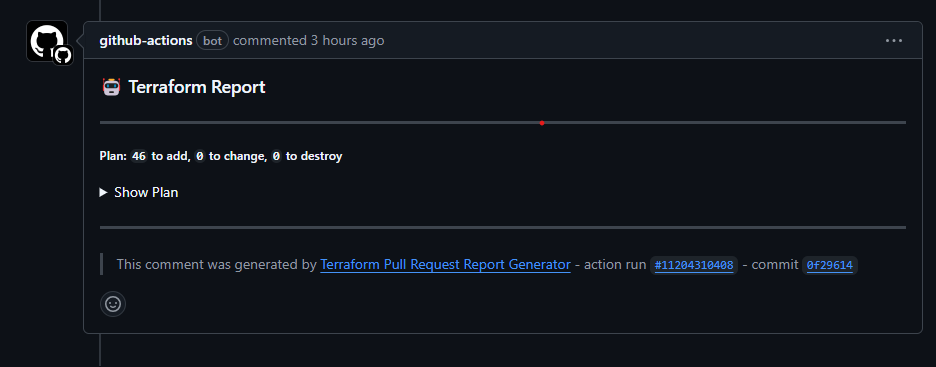 github-actions bot commented 3 hours ago
Terraform Report
Plan: 46 to add, 0 to change, 0 to destroy
Show Plan
This comment was generated by Terraform Pull Request Report Generator - action run #11204310408 - commit 0f29614